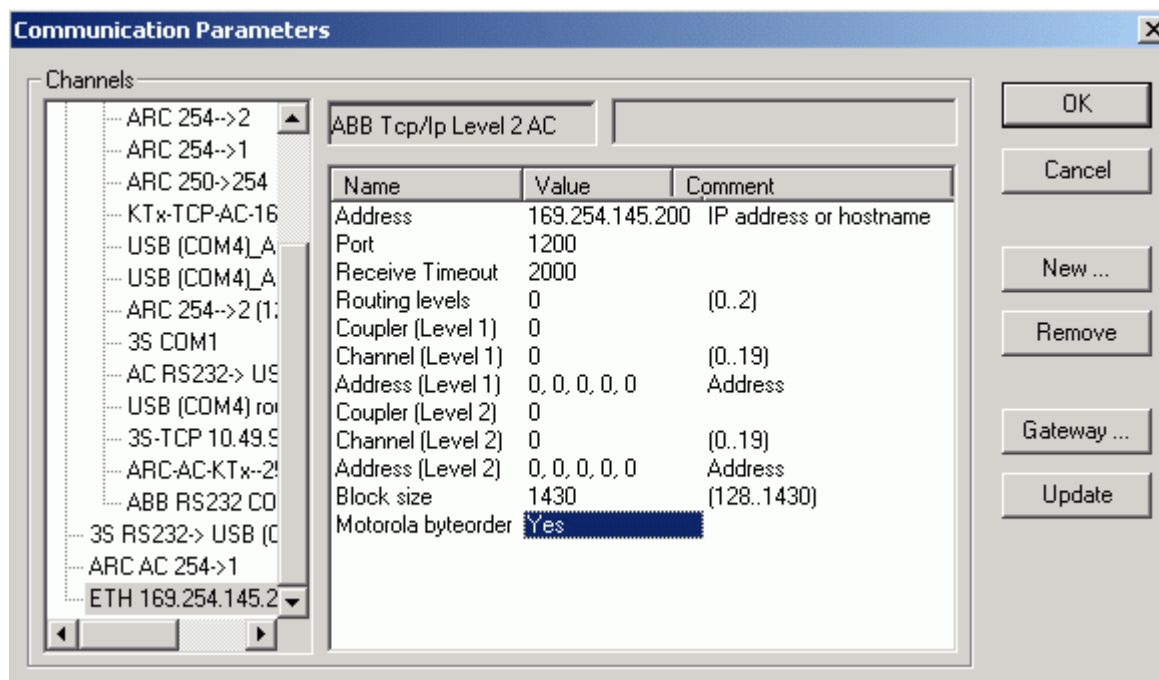 Communication Parameters
Channels
ARC 254-->2
ARC 254-->1
ARC 250->254
KTx-TCP-AC-16
USB (COM4)_A
USB (COM4)_A
ARC 254-->2 (1
3S COM1
AC RS232-> US
USB (COM4) rou
3S-TCP 10.49.9
ARC-AC-KTx--2
ABB RS232 CO
3S RS232-> USB (C
ARC AC 254->1
ETH 169.254.145.2
ABB Tcp/Ip Level 2 AC
Name Value Comment
Address 169.254.145.200 IP address or hostname
Port 1200
Receive Timeout 2000
Routing levels 0 (0..2)
Coupler (Level 1) 0
Channel (Level 1) 0 (0..19)
Address (Level 1) 0, 0, 0, 0, 0 Address
Coupler (Level 2) 0
Channel (Level 2) 0 (0..19)
Address (Level 2) 0, 0, 0, 0, 0 Address
Block size 1430 (128..1430)
Motorola byteorder Yes
OK
Cancel
New ...
Remove
Gateway ...
Update